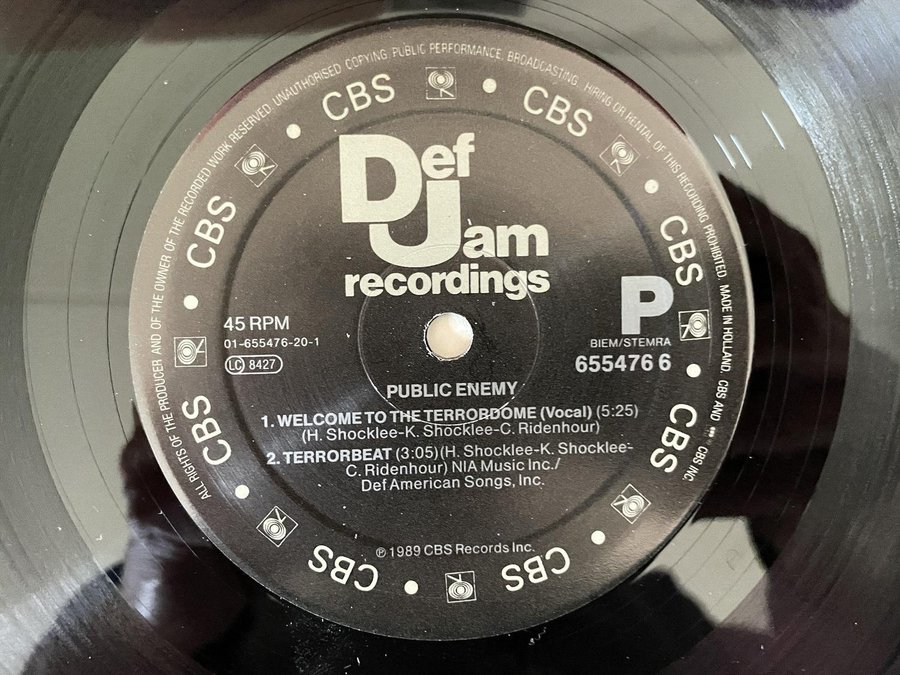 ALL RIGHTS OF THE PRODUCER AND OF THE OWNER OF THE RECORDED WORK RESERVED. UNAUTHORISED COPYING. PUBLIC PERFORMANCE. BROADCASTING. HIRING OR RENTAL OF THIS RECORDING PROHIBITED. MADE IN HOLLAND. CBS AND CBS INC.
CBS
CBS
CBS
CBS
CBS
CBS
CBS
CBS
Def
Jam
recordings
45 RPM
01-655476-20-1
LC 8427
P
BIEM/STEMRA
655476 6
PUBLIC ENEMY
1. WELCOME TO THE TERRORDOME (Vocal) (5:25)
(H. Shocklee-K. Shocklee-C. Ridenhour)
2. TERRORBEAT (3:05)(H. Shocklee-K. Shocklee-
C. Ridenhour) NIA Music Inc./
Def American Songs, Inc.
℗ 1989 CBS Records Inc.